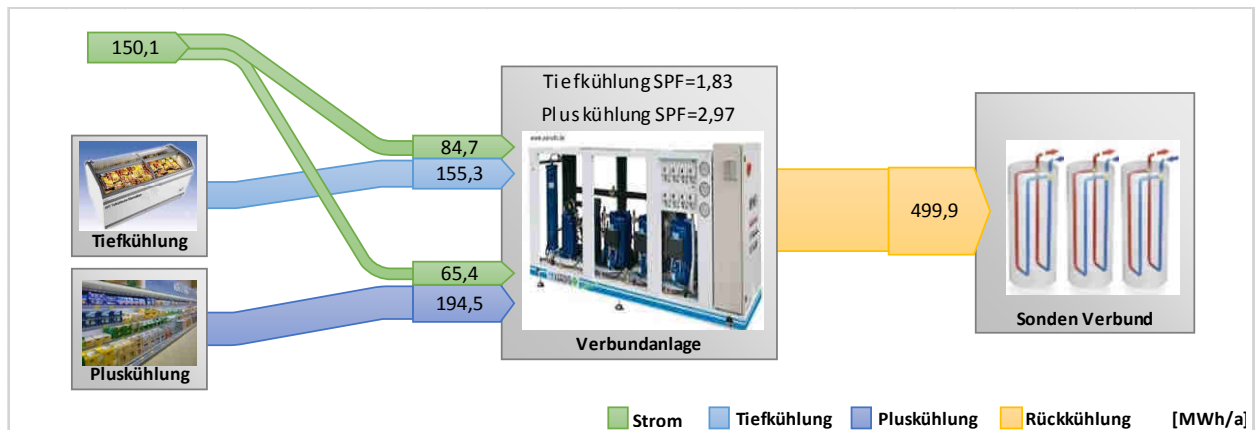 150,1
Tiefkühlung SPF=1,83
Pluskühlung SPF=2,97
84,7
155,3
Tiefkühlung
499,9
65,4
194,5
Verbundanlage
Sonden Verbund
Pluskühlung
Strom Tiefkühlung Pluskühlung Rückkühlung [MWh/a]